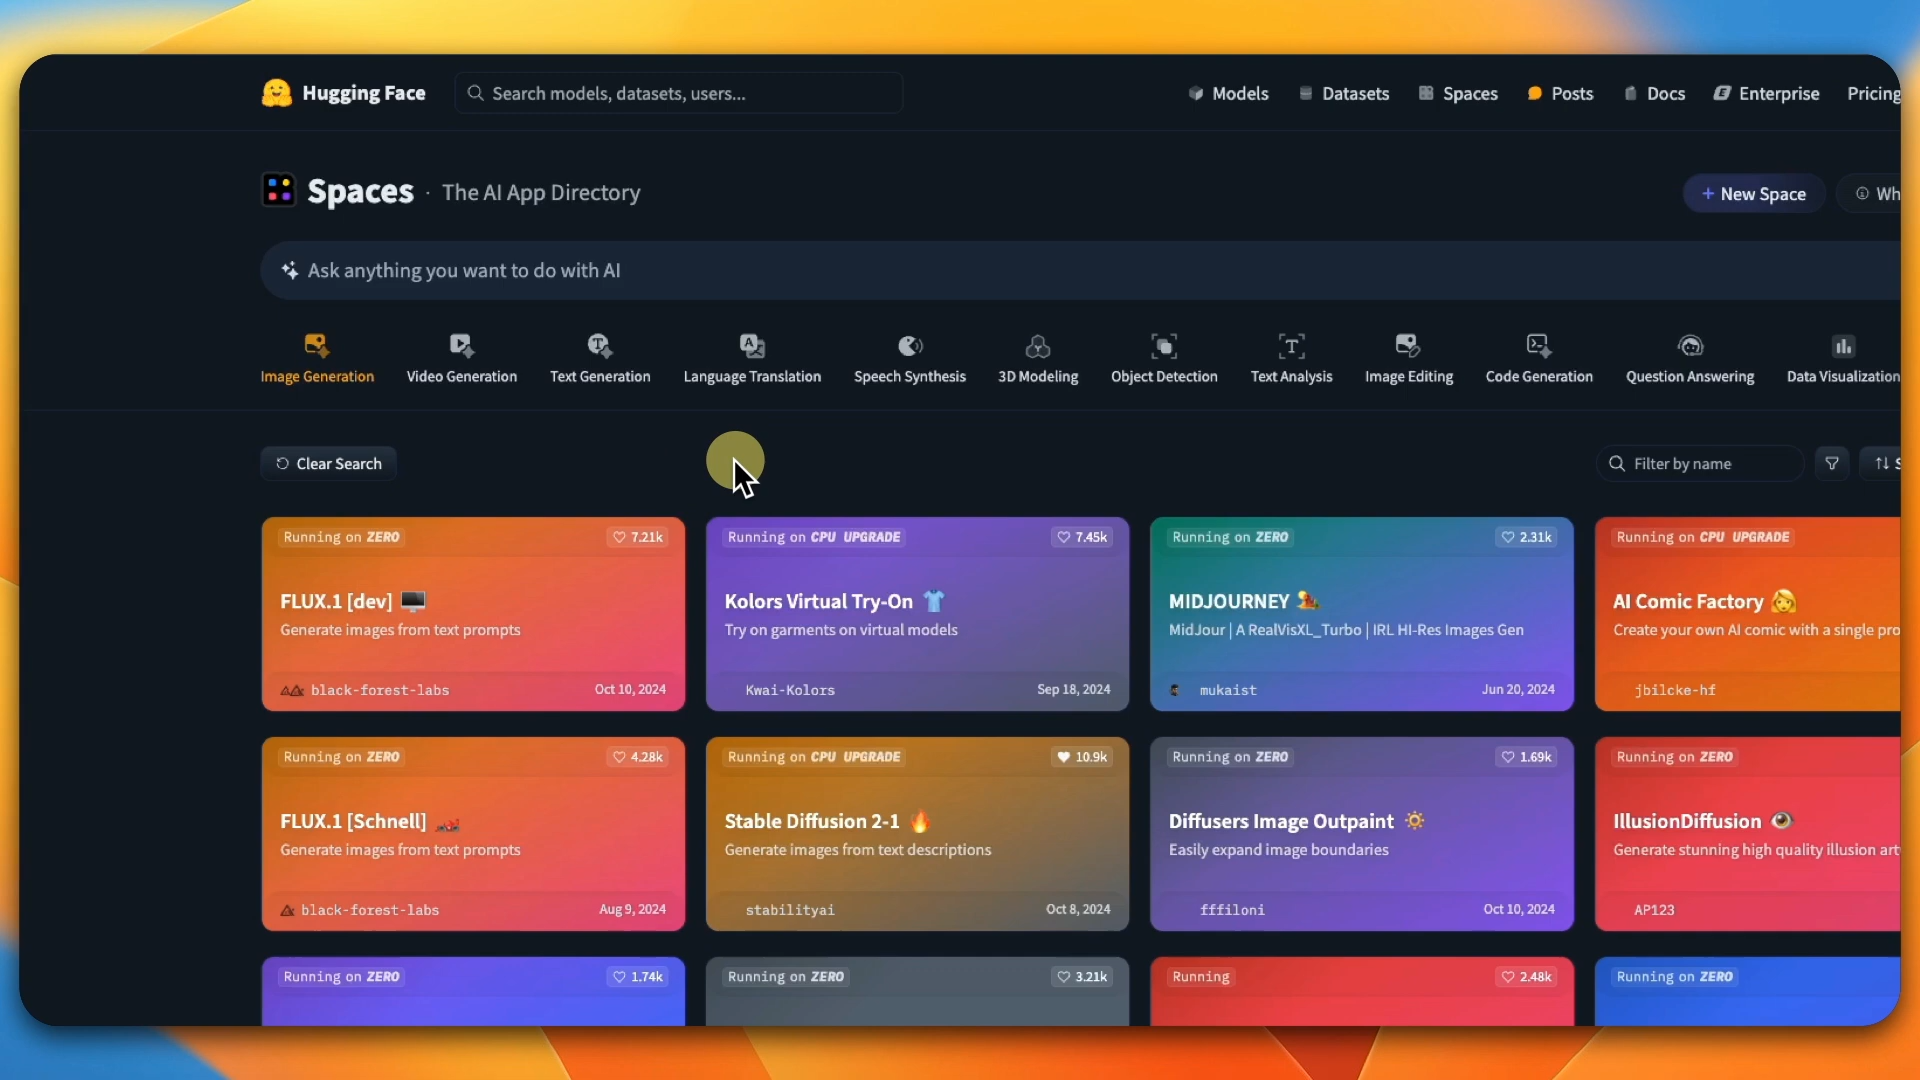 Hugging Face
Search models, datasets, users...
Models
Datasets
Spaces
Posts
Docs
Enterprise
Pricing
Spaces · The AI App Directory
+ New Space
Ask anything you want to do with AI
Image Generation
Video Generation
Text Generation
Language Translation
Speech Synthesis
3D Modeling
Object Detection
Text Analysis
Image Editing
Code Generation
Question Answering
Data Visualization
Clear Search
Filter by name
Running on ZERO
7.21k
FLUX.1 [dev]
Generate images from text prompts
black-forest-labs
Oct 10, 2024
Running on CPU UPGRADE
7.45k
Kolors Virtual Try-On
Try on garments on virtual models
Kwai-Kolors
Sep 18, 2024
Running on ZERO
2.31k
MIDJOURNEY
MidJour | A RealVisXL_Turbo | IRL HI-Res Images Gen
mukaist
Jun 20, 2024
Running on CPU UPGRADE
AI Comic Factory
Create your own AI comic with a single pro
jbilcke-hf
Running on ZERO
4.28k
FLUX.1 [Schnell]
Generate images from text prompts
black-forest-labs
Aug 9, 2024
Running on CPU UPGRADE
10.9k
Stable Diffusion 2-1
Generate images from text descriptions
stabilityai
Oct 8, 2024
Running on ZERO
1.69k
Diffusers Image Outpaint
Easily expand image boundaries
fffiloni
Oct 10, 2024
Running on ZERO
IllusionDiffusion
Generate stunning high quality illusion art
AP123
Running on ZERO
1.74k
Running on ZERO
3.21k
Running
2.48k
Running on ZERO